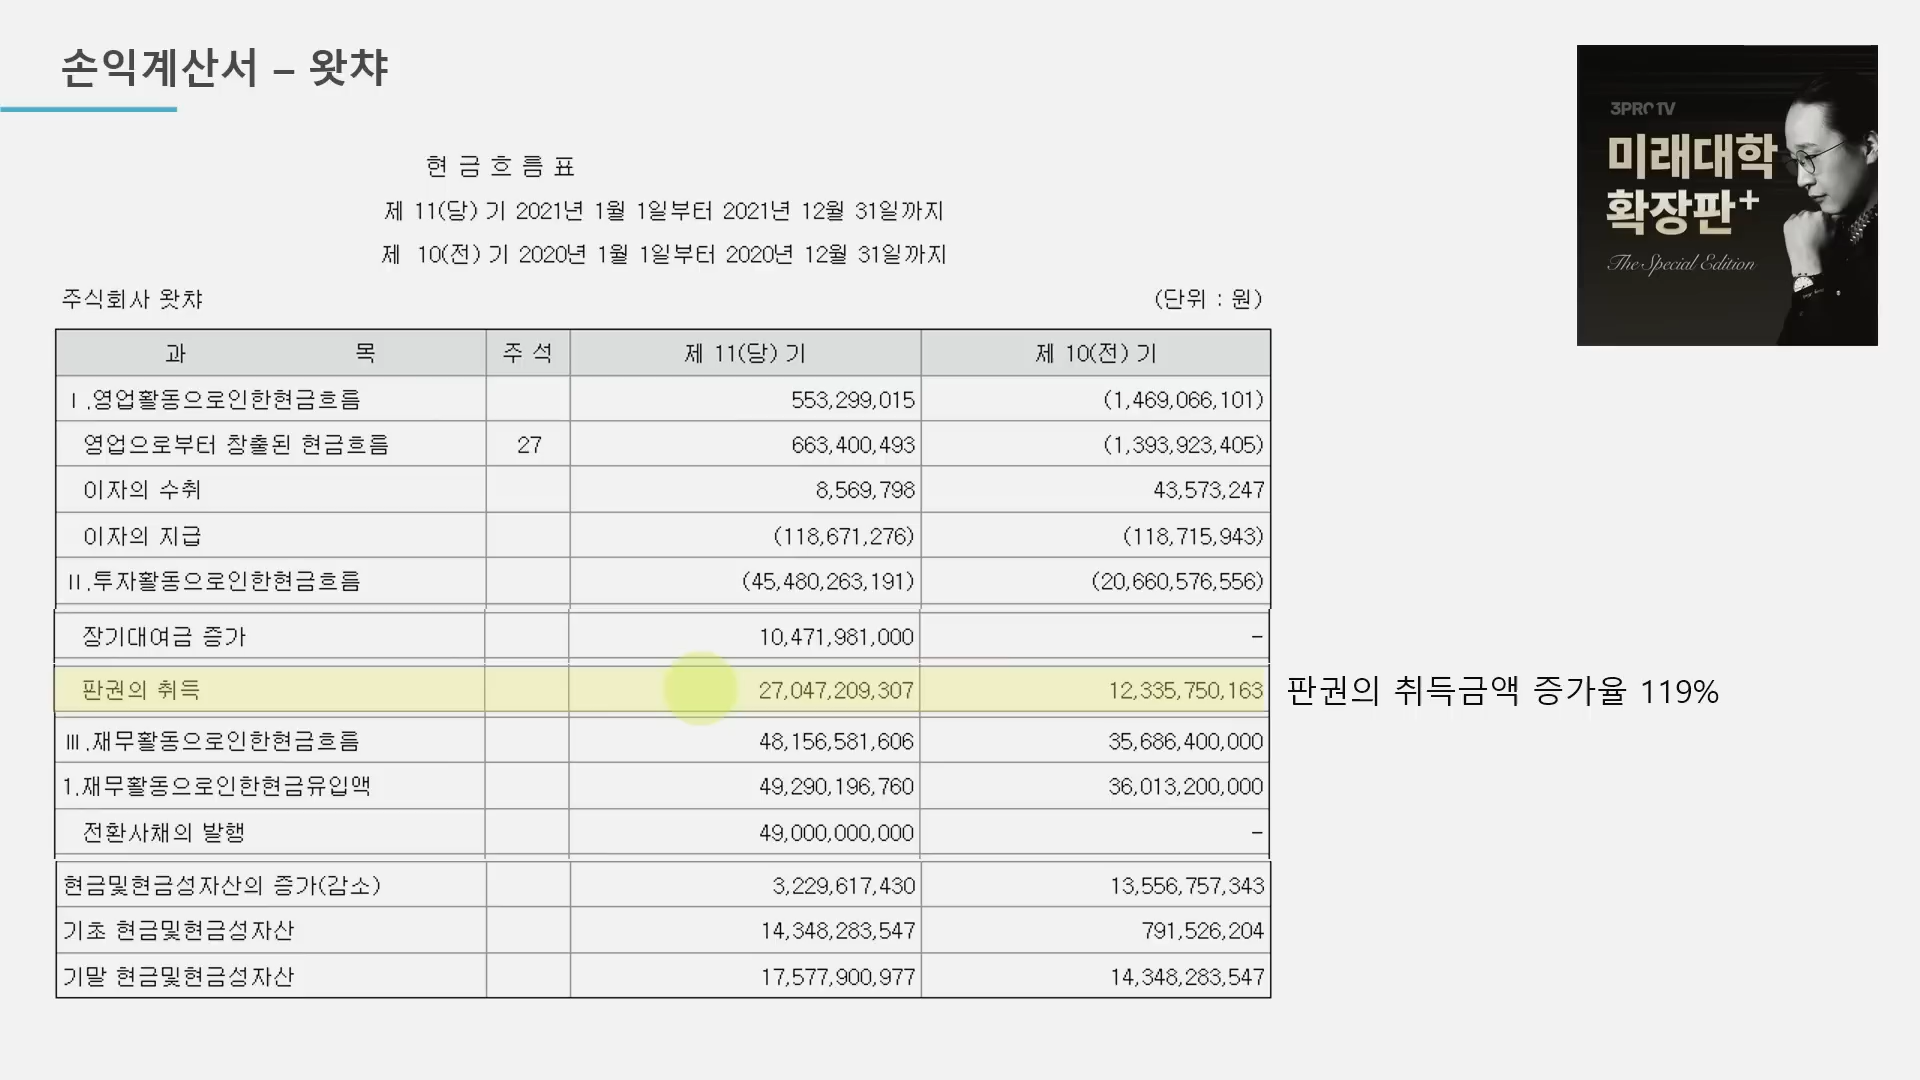 손익계산서 – 왓챠
3PRO TV
미래대학
확장판+
The Special Edition
현 금 흐 름 표
제 11(당) 기 2021년 1월 1일부터 2021년 12월 31일까지
제 10(전) 기 2020년 1월 1일부터 2020년 12월 31일까지
주식회사 왓챠 (단위 : 원)
과 목 주 석 제 11(당) 기 제 10(전) 기
Ⅰ.영업활동으로인한현금흐름 553,299,015 (1,469,066,101)
영업으로부터 창출된 현금흐름 27 663,400,493 (1,393,923,405)
이자의 수취 8,569,798 43,573,247
이자의 지급 (118,671,276) (118,715,943)
Ⅱ.투자활동으로인한현금흐름 (45,480,263,191) (20,660,576,556)
장기대여금 증가 10,471,981,000 –
판권의 취득 27,047,209,307 12,335,750,163 판권의 취득금액 증가율 119%
Ⅲ.재무활동으로인한현금흐름 48,156,581,606 35,686,400,000
1.재무활동으로인한현금유입액 49,290,196,760 36,013,200,000
전환사채의 발행 49,000,000,000 –
현금및현금성자산의 증가(감소) 3,229,617,430 13,556,757,343
기초 현금및현금성자산 14,348,283,547 791,526,204
기말 현금및현금성자산 17,577,900,977 14,348,283,547